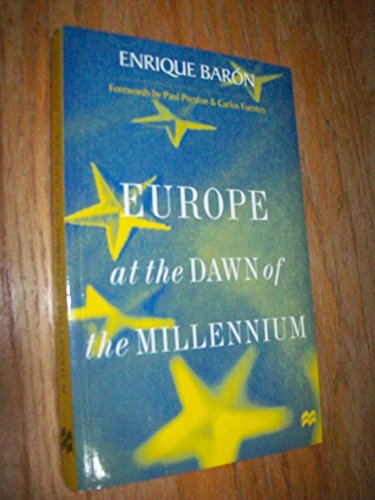 ENRIQUE BARÓN
Forewords by Paul Preston & Carlos Fuentes
EUROPE
at the DAWN of
the MILLENNIUM